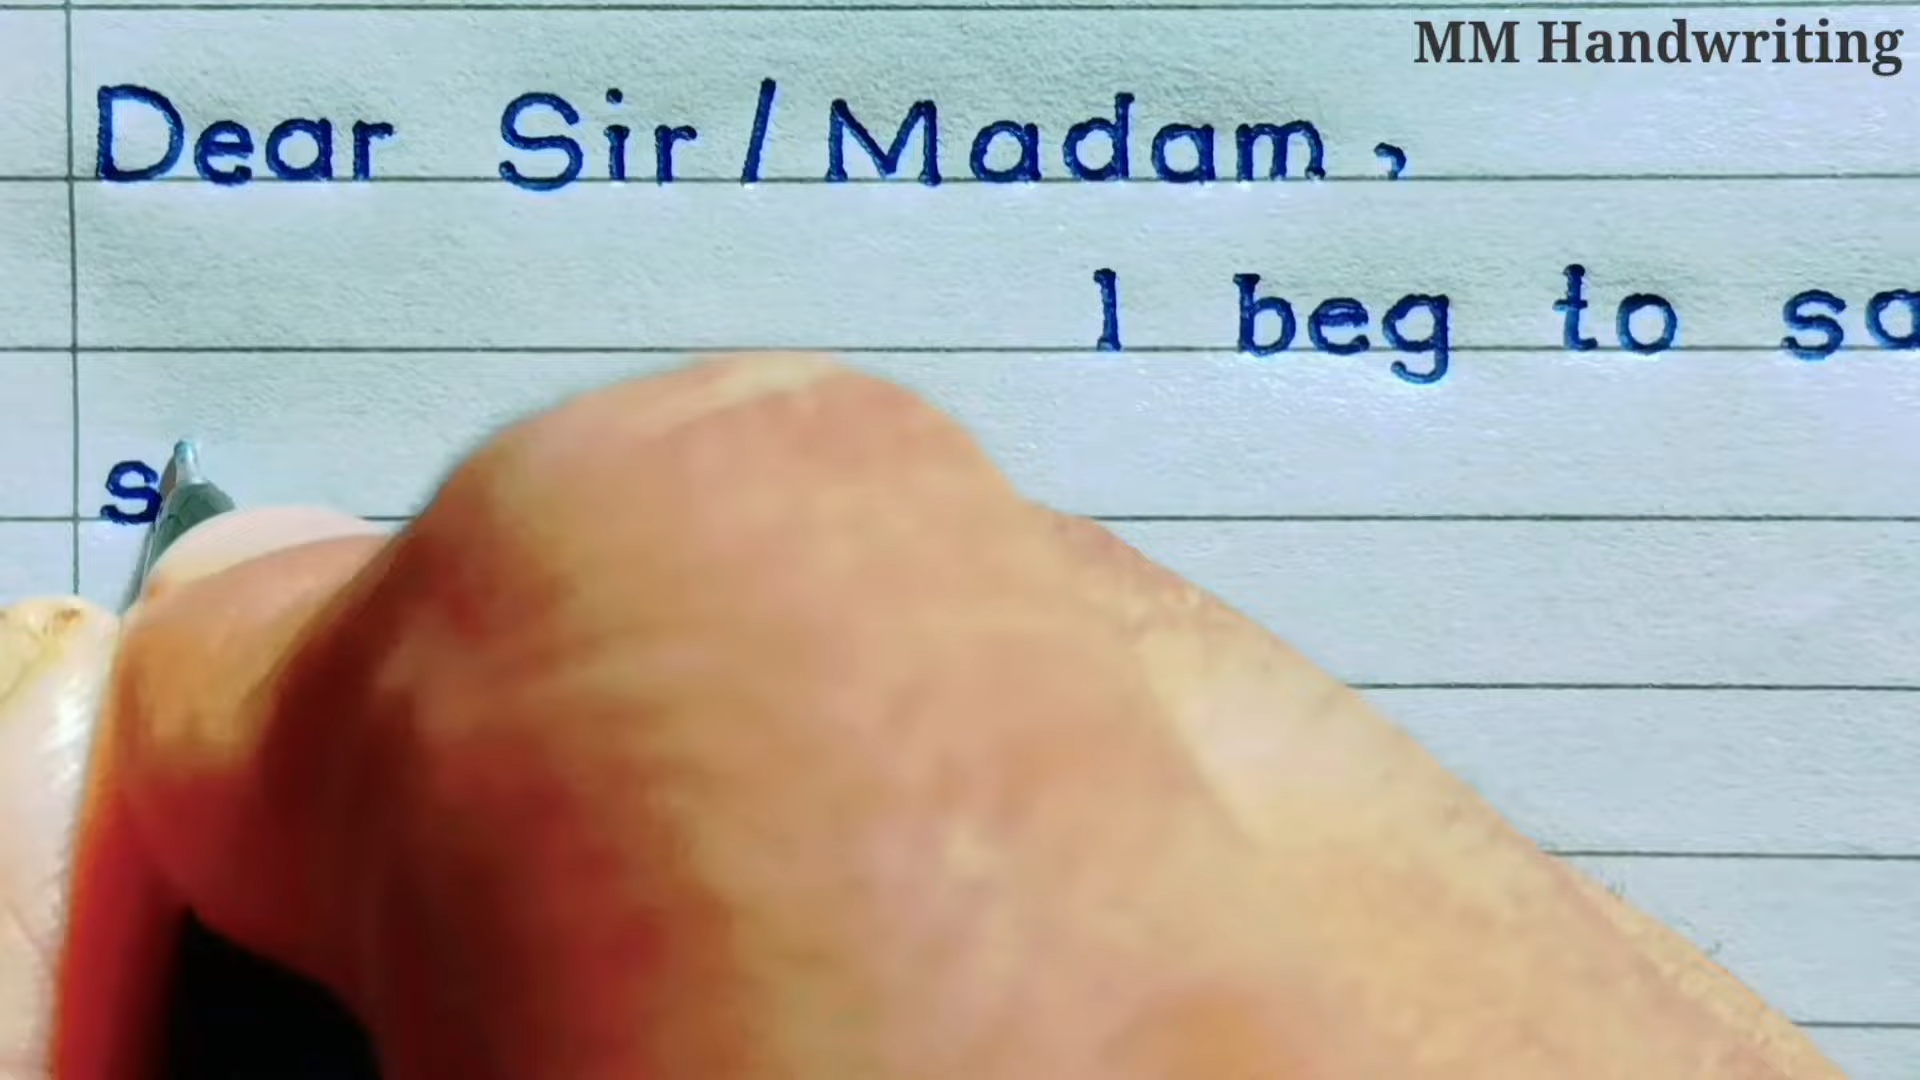 MM Handwriting
Dear Sir/Madam,
I beg to
s